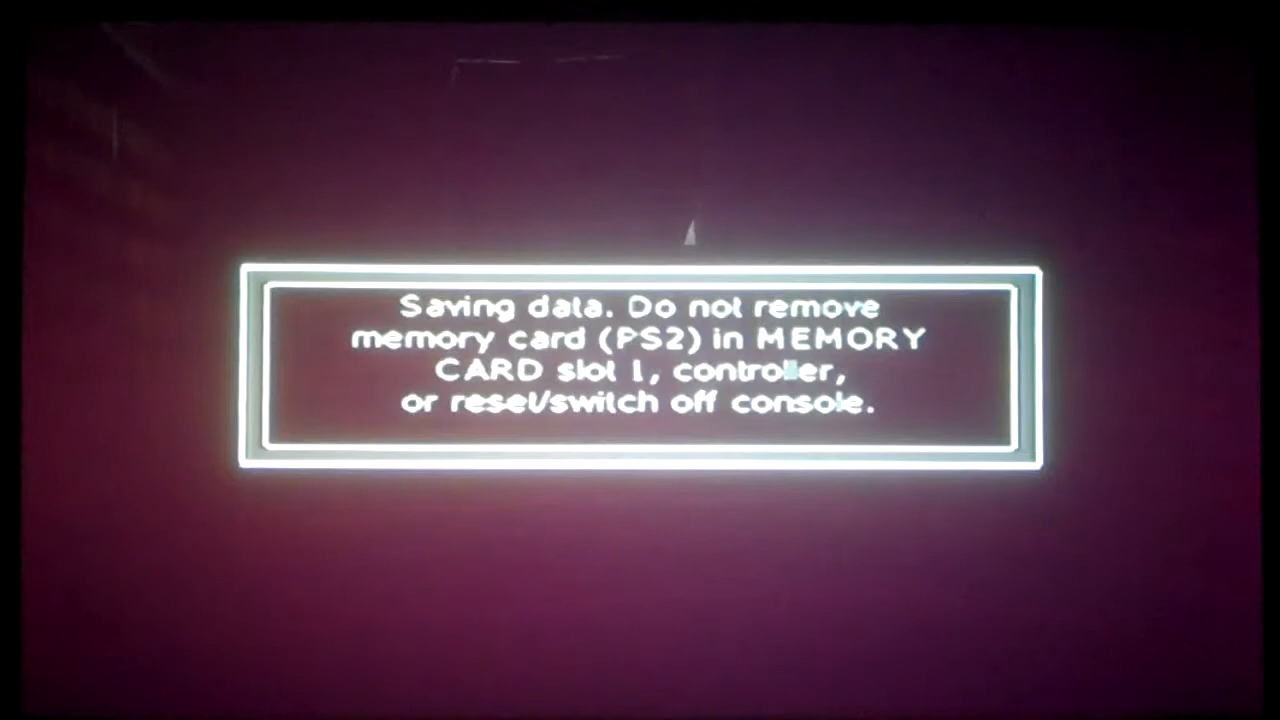 Saving data. Do not remove
memory card (PS2) in MEMORY
CARD slot 1, controller,
or reset/switch off console.